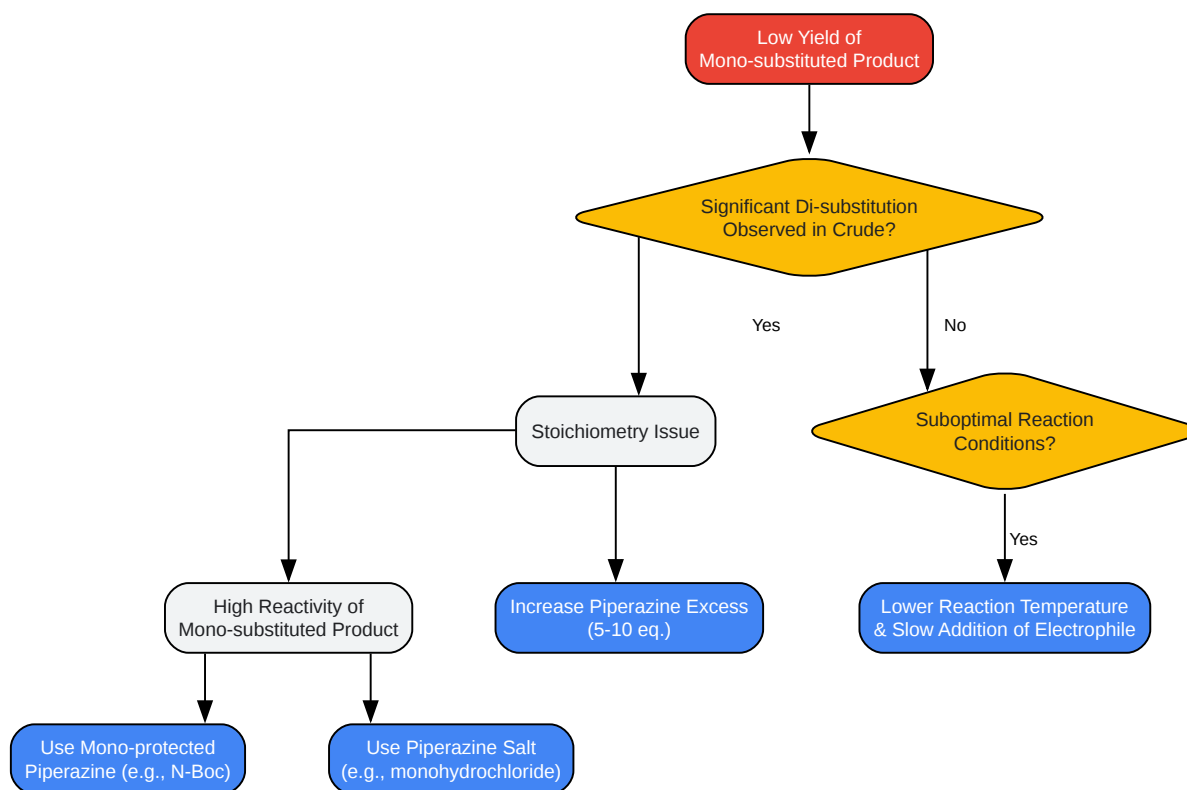 Low Yield of
Mono-substituted Product
Significant Di-substitution
Observed in Crude?
Yes
No
Stoichiometry Issue
Suboptimal Reaction
Conditions?
Yes
High Reactivity of
Mono-substituted Product
Increase Piperazine Excess
(5-10 eq.)
Lower Reaction Temperature
& Slow Addition of Electrophile
Use Mono-protected
Piperazine (e.g., N-Boc)
Use Piperazine Salt
(e.g., monohydrochloride)